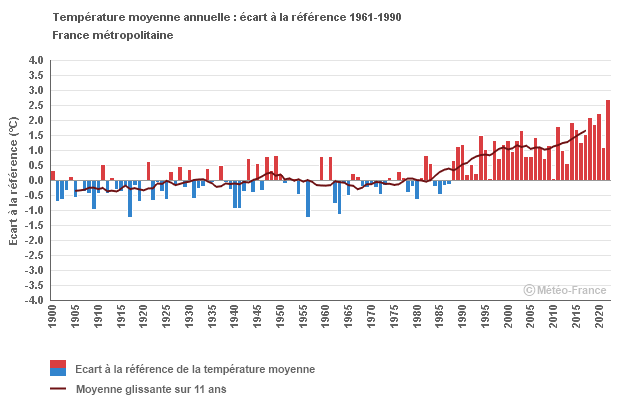 Température moyenne annuelle : écart à la référence 1961-1990
France métropolitaine
Ecart à la référence (°C)
4.0
3.5
3.0
2.5
2.0
1.5
1.0
0.5
0.0
-0.5
-1.0
-1.5
-2.0
-2.5
-3.0
-3.5
-4.0
© Météo-France
1900 1905 1910 1915 1920 1925 1930 1935 1940 1945 1950 1955 1960 1965 1970 1975 1980 1985 1990 1995 2000 2005 2010 2015 2020
Ecart à la référence de la température moyenne
Moyenne glissante sur 11 ans